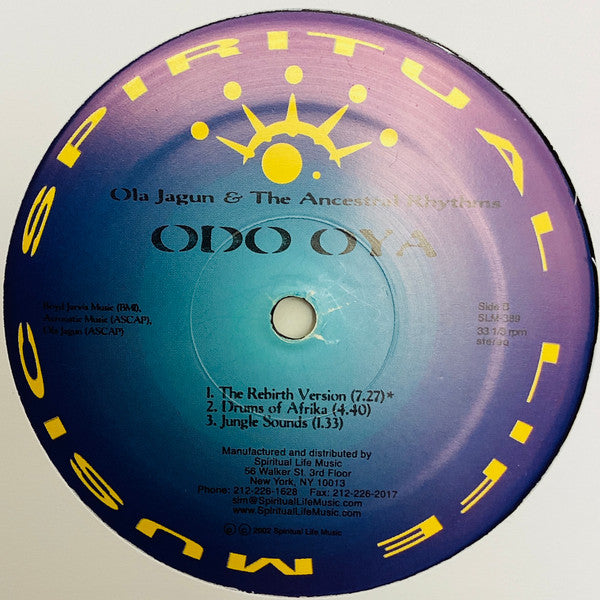 SPIRITUAL LIFE MUSIC
Ola Jagun & The Ancestral Rhythms
ODO OYA
Boyd Jarvis Music (BMI),
Music (ASCAP),
Ola Jagun (ASCAP)
Side B
SLM-389
33 1/3 rpm
stereo
1. The Rebirth Version (7.27)*
2. Drums of Afrika (4.40)
3. Jungle Sounds (1.33)
Manufactured and distributed by
Spiritual Life Music
56 Walker St. 3rd Floor
New York, NY 10013
Phone: 212-226-1628 Fax: 212-226-2017
slm@SpiritualLifeMusic.com
www.SpiritualLifeMusic.com
℗ © 2002 Spiritual Life Music